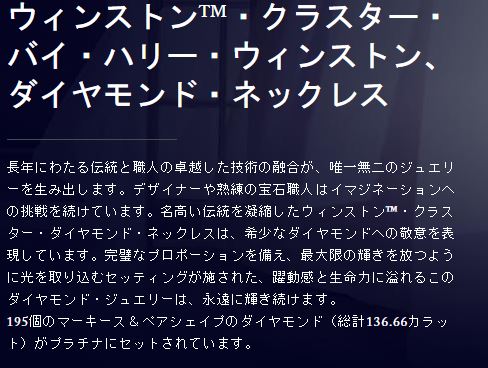 ウィンストン™・クラスター・
バイ・ハリー・ウィンストン、
ダイヤモンド・ネックレス
長年にわたる伝統と職人の卓越した技術の融合が、唯一無二のジュエリ
ーを生み出します。デザイナーや熟練の宝石職人はイマジネーションへ
の挑戦を続けています。名高い伝統を凝縮したウィンストン™・クラス
ター・ダイヤモンド・ネックレスは、希少なダイヤモンドへの敬意を表
現しています。完璧なプロポーションを備え、最大限の輝きを放つよう
に光を取り込むセッティングが施された、躍動感と生命力に溢れるこの
ダイヤモンド・ジュエリーは、永遠に輝き続けます。
195個のマーキース＆ペアシェイプのダイヤモンド（総計136.66カラッ
ト）がプラチナにセットされています。